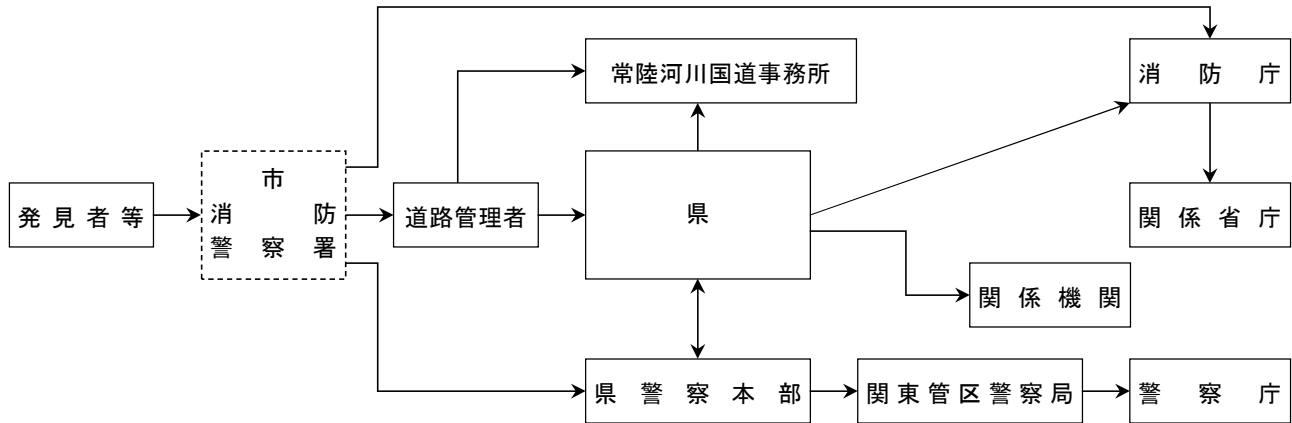 発見者等
市
消防
警察署
道路管理者
常陸河川国道事務所
県
県警察本部
関東管区警察局
警察庁
関係機関
消防庁
関係省庁